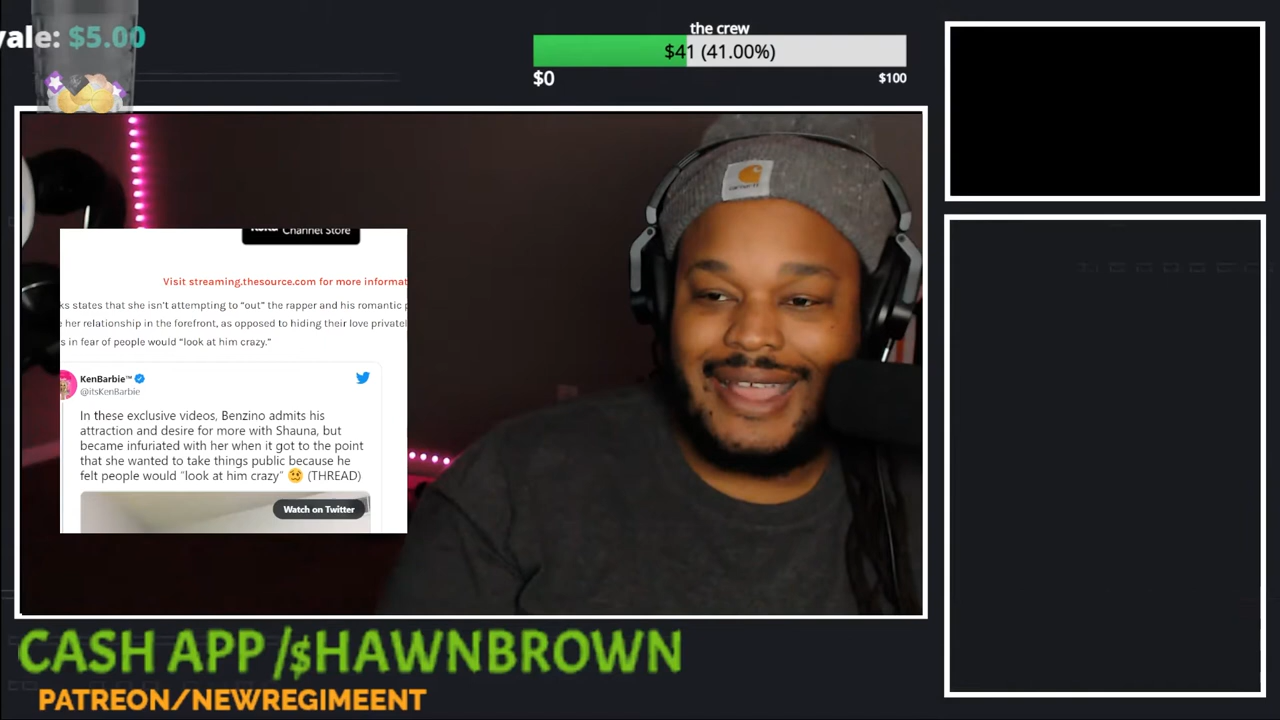 vale: $5.00
the crew
$41 (41.00%)
$0
$100
Channel Store
Visit streaming.thesource.com for more informat
ks states that she isn't attempting to "out" the rapper and his romantic p
e her relationship in the forefront, as opposed to hiding their love privatel
s in fear of people would "look at him crazy."
KenBarbie™
@itsKenBarbie
In these exclusive videos, Benzino admits his
attraction and desire for more with Shauna, but
became infuriated with her when it got to the point
that she wanted to take things public because he
felt people would "look at him crazy" 🥴 (THREAD)
Watch on Twitter
carhartt
CASH APP /$HAWNBROWN
PATREON/NEWREGIMEENT